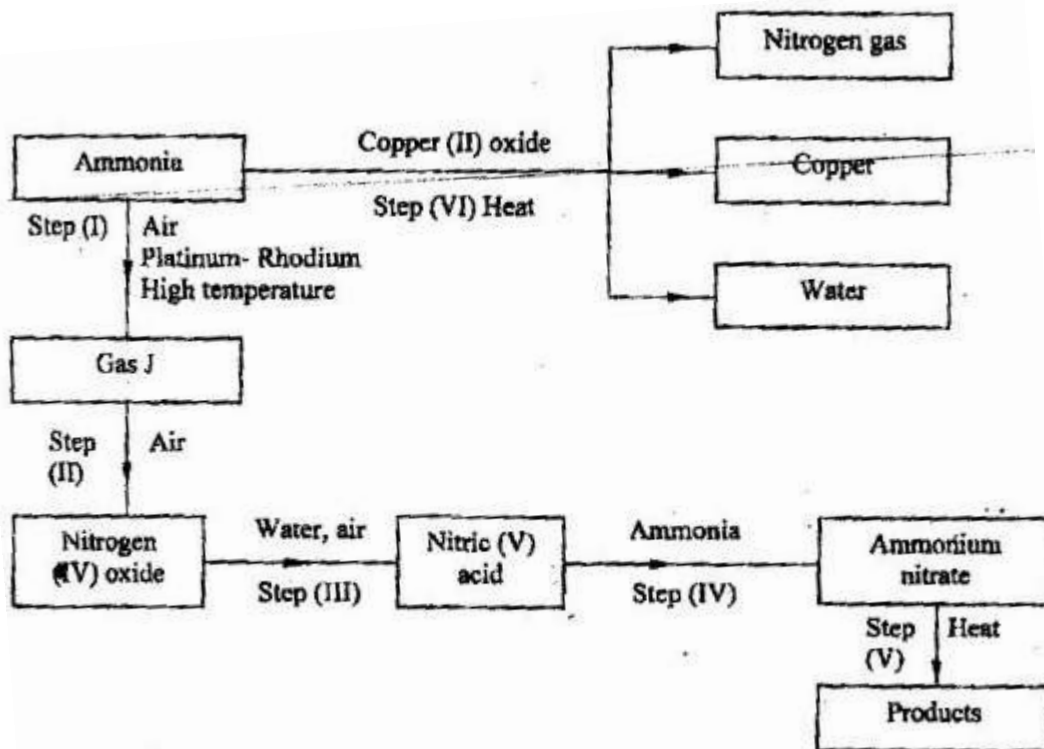 Nitrogen gas
Ammonia
Copper (II) oxide
Step (VI) Heat
Copper
Water
Step (I)
Air
Platinum- Rhodium
High temperature
Gas J
Step
(II)
Air
Nitrogen
(IV) oxide
Water, air
Step (III)
Nitric (V)
acid
Ammonia
Step (IV)
Ammonium
nitrate
Step
(V)
Heat
Products